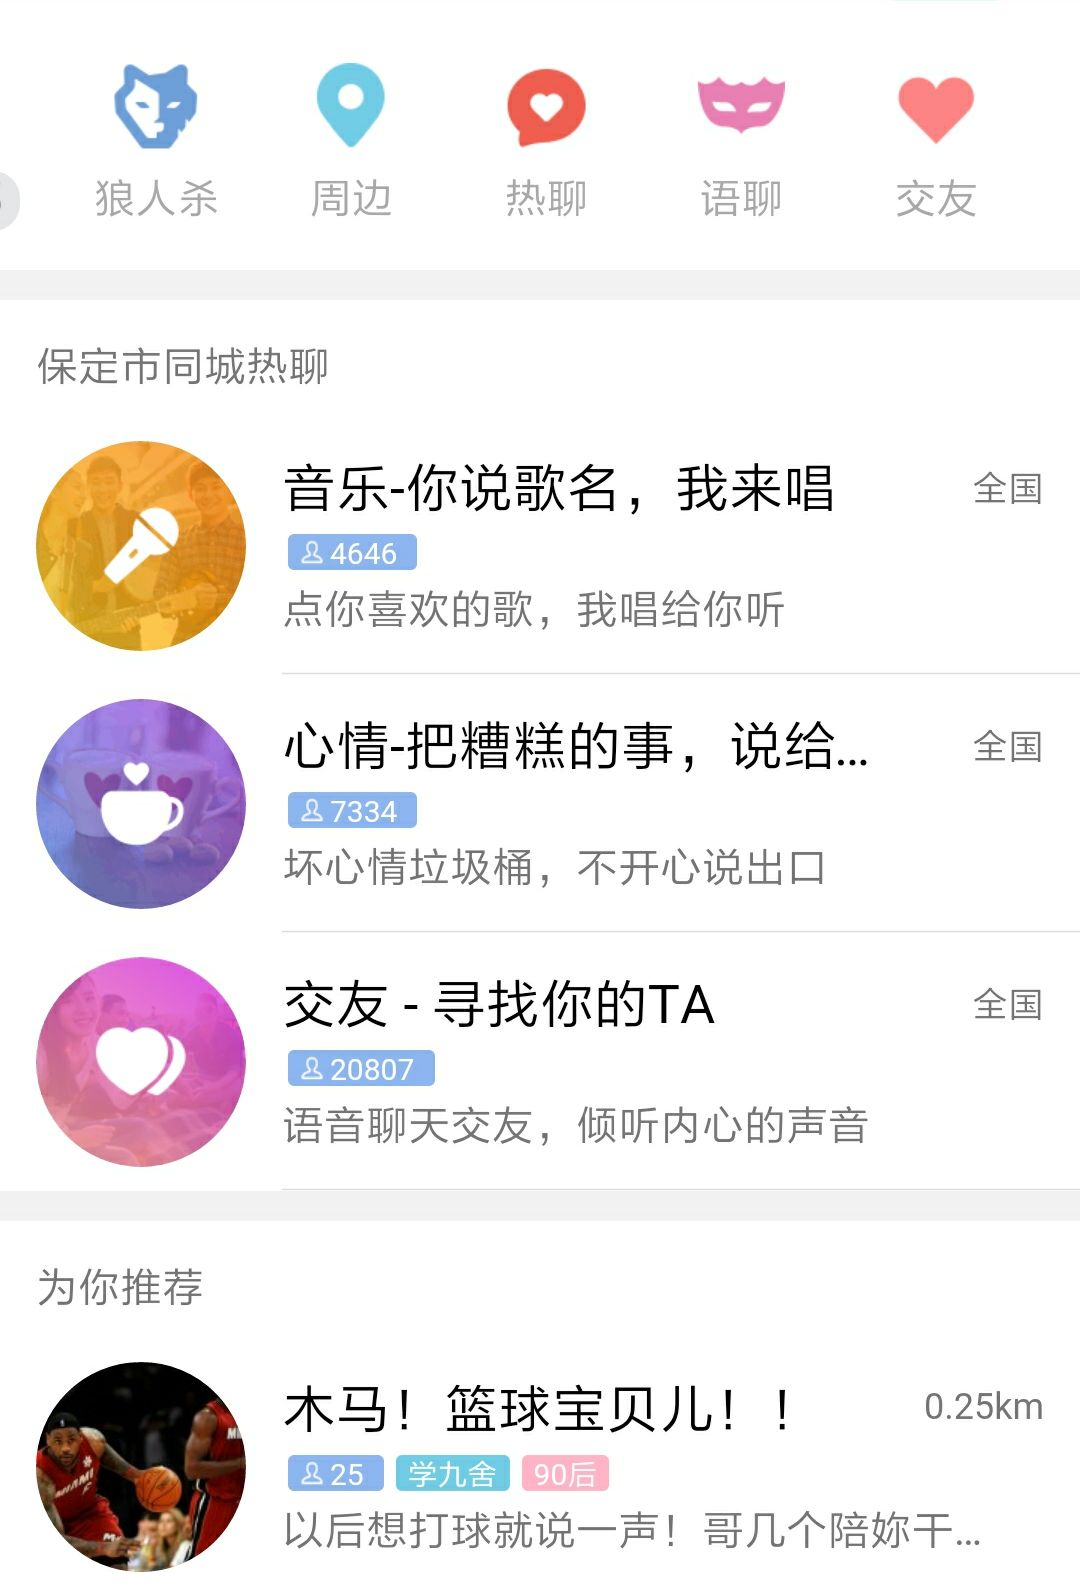 狼人杀 周边 热聊 语聊 交友
保定市同城热聊
音乐-你说歌名，我来唱 全国
4646
点你喜欢的歌，我唱给你听
心情-把糟糕的事，说给... 全国
7334
坏心情垃圾桶，不开心说出口
交友 - 寻找你的TA 全国
20807
语音聊天交友，倾听内心的声音
为你推荐
木马！篮球宝贝儿！！ 0.25km
25 学九舍 90后
以后想打球就说一声！哥几个陪妳干...
MIAMI